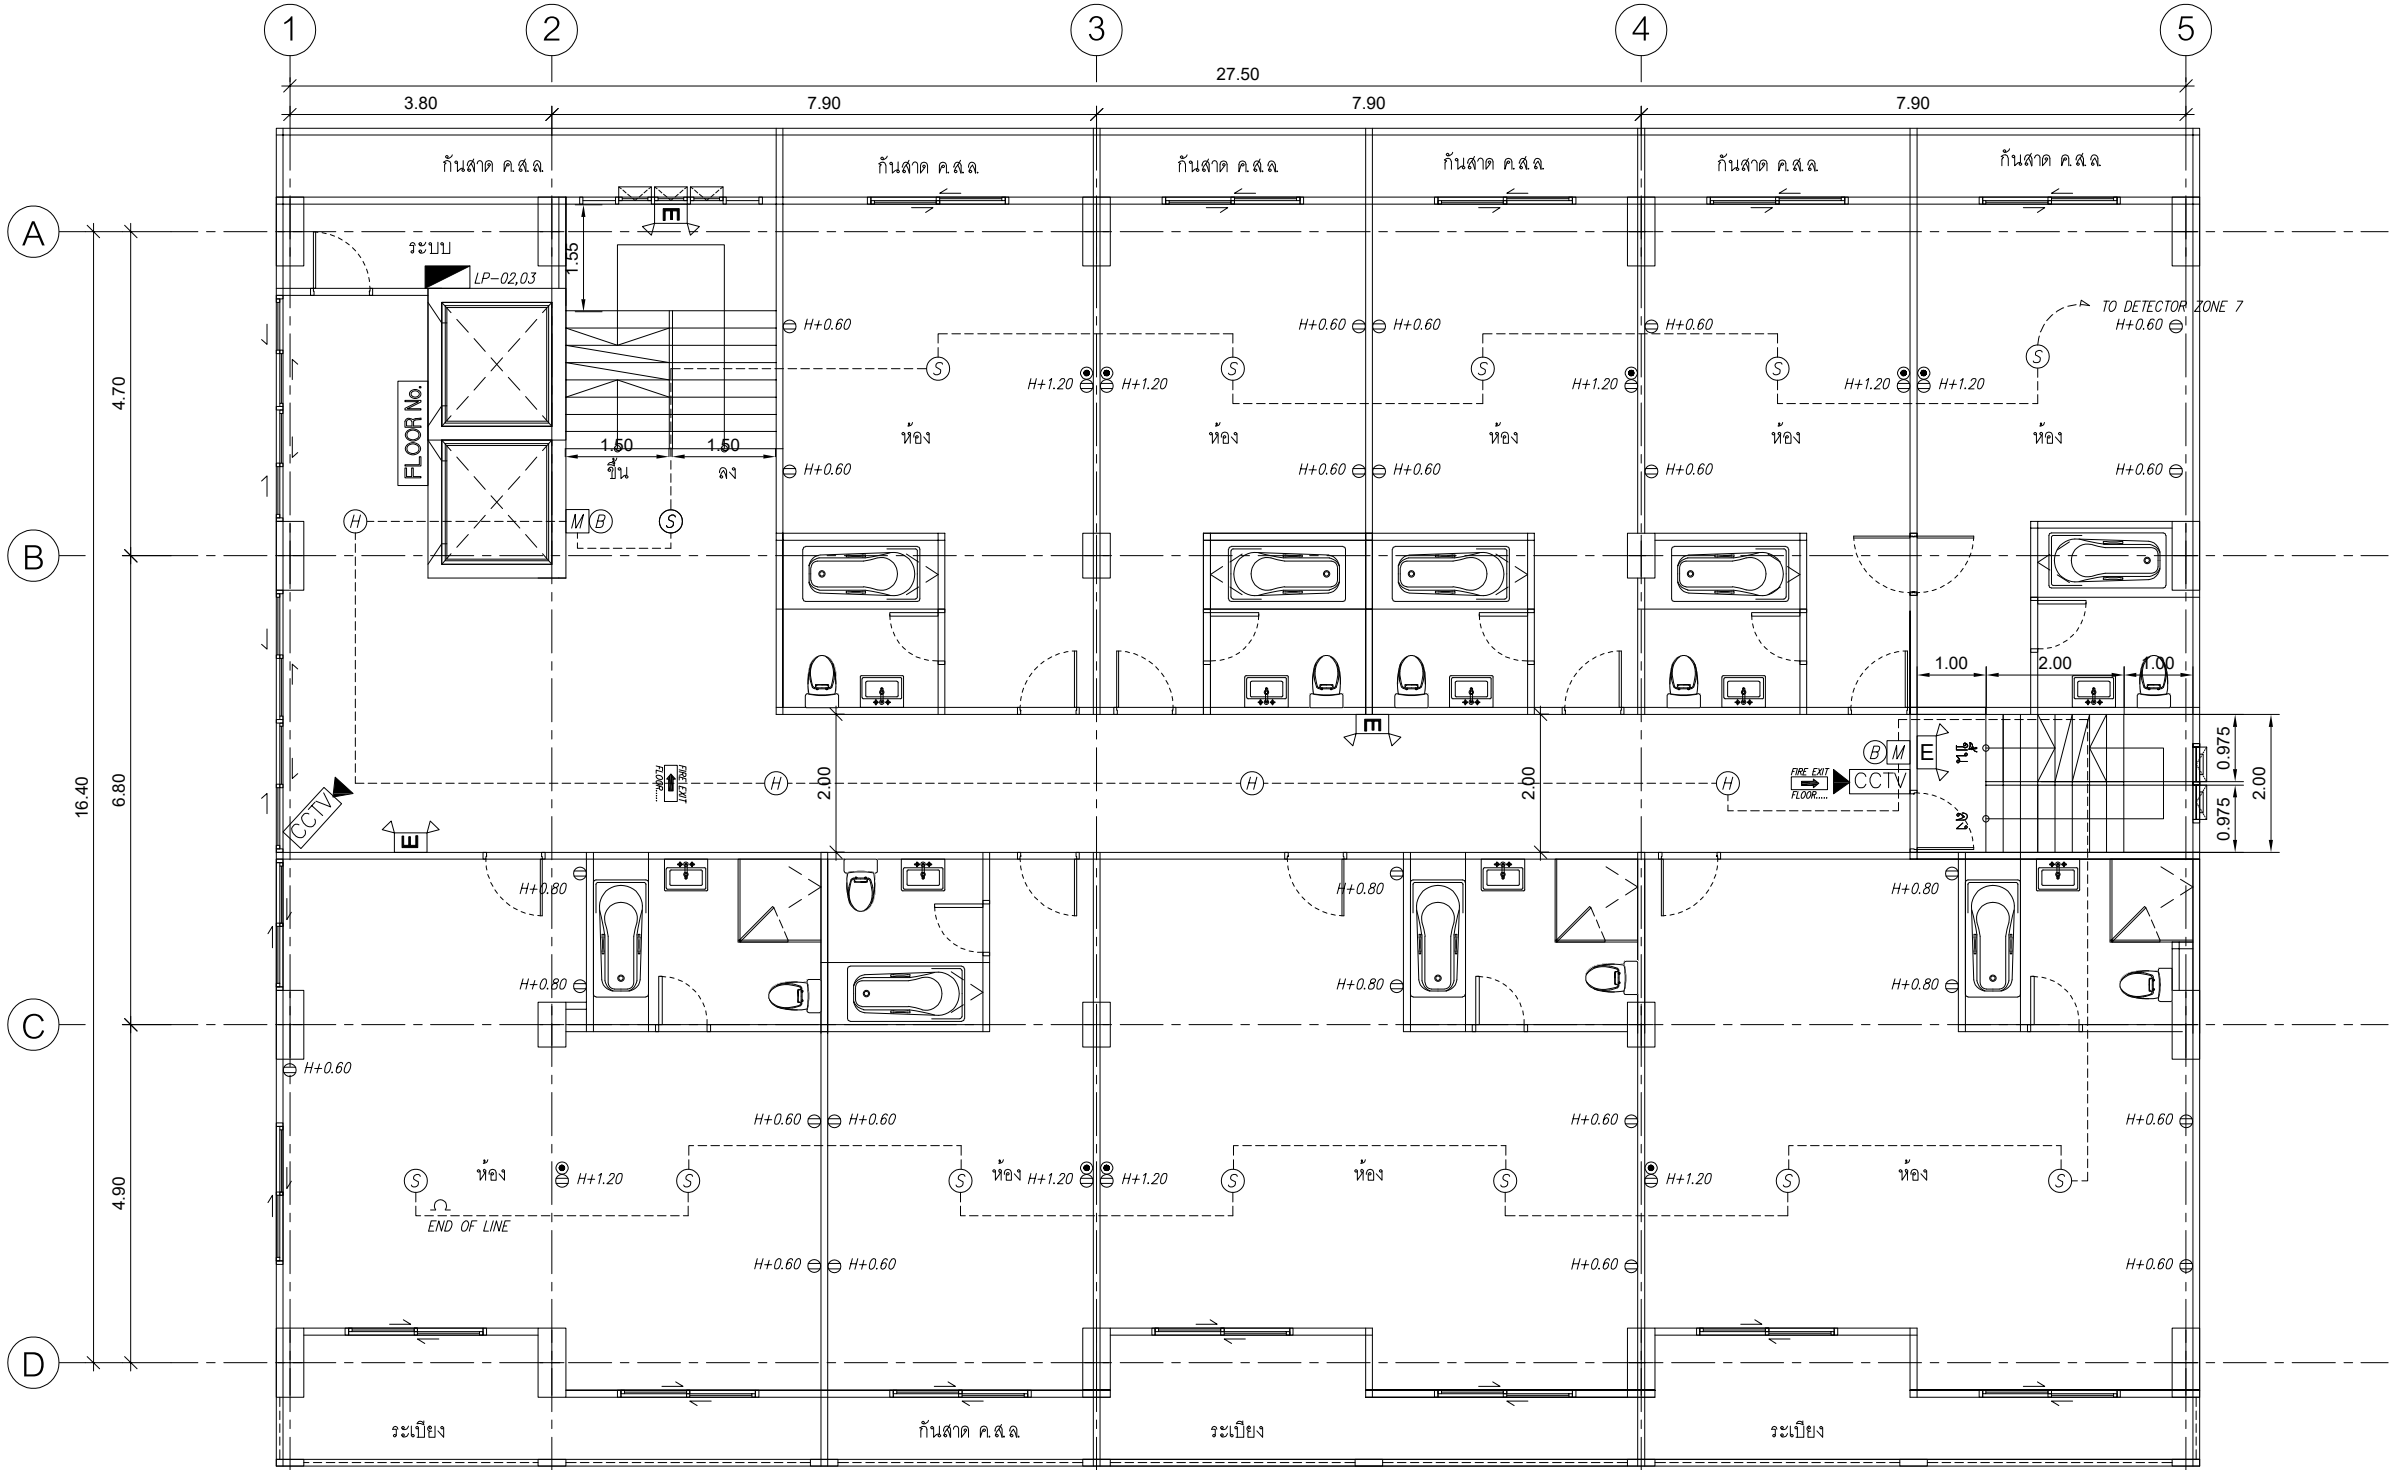 1 2 3 4 5
27.50
3.80 7.90 7.90 7.90
กันสาด ค.ส.ล. กันสาด ค.ส.ล. กันสาด ค.ส.ล. กันสาด ค.ส.ล. กันสาด ค.ส.ล. กันสาด ค.ส.ล.
E
A
ระบบ
1.55
LP-02,03
TO DETECTOR ZONE 7
H+0.60 H+0.60 H+0.60 H+0.60 H+0.60
S S S S S
H+1.20 H+1.20 H+1.20 H+1.20 H+1.20
4.70
FLOOR No.
ห้อง ห้อง ห้อง ห้อง ห้อง
1.50 1.50
ขึ้น ลง
H+0.60 H+0.60 H+0.60 H+0.60 H+0.60
H M B S
B
1.00 2.00 1.00
E
B M E ขึ้น
0.975
16.40 6.80
FIRE EXIT
FLOOR.....
H 2.00 H 2.00 H
FIRE EXIT
FLOOR.....
CCTV
2.00
CCTV
ลง
0.975
E
H+0.80 H+0.80 H+0.80
H+0.80 H+0.80 H+0.80
C
H+0.60
H+0.60 H+0.60 H+0.60 H+0.60
4.90
S ห้อง H+1.20 S S ห้อง H+1.20 H+1.20 S ห้อง S H+1.20 S ห้อง S
END OF LINE
H+0.60 H+0.60 H+0.60 H+0.60
D
ระเบียง กันสาด ค.ส.ล. ระเบียง ระเบียง